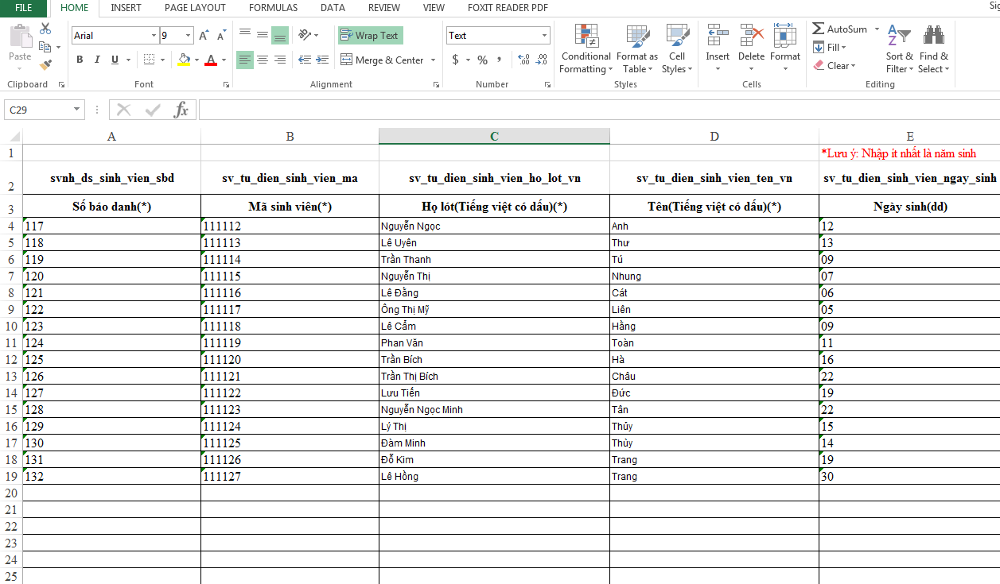 Sig
FILE HOME INSERT PAGE LAYOUT FORMULAS DATA REVIEW VIEW FOXIT READER PDF
Paste
Clipboard
Arial 9
B I U
Font
Wrap Text
Merge & Center
Alignment
Text
$ % ,
Number
Conditional Formatting
Format as Table
Cell Styles
Styles
Insert Delete Format
Cells
AutoSum
Fill
Clear
Sort & Filter
Find & Select
Editing
C29 fx
A B C D E
1 *Lưu ý: Nhập ít nhất là năm sinh
2 svnh_ds_sinh_vien_sbd sv_tu_dien_sinh_vien_ma sv_tu_dien_sinh_vien_ho_lot_vn sv_tu_dien_sinh_vien_ten_vn sv_tu_dien_sinh_vien_ngay_sinh
3 Số báo danh(*) Mã sinh viên(*) Họ lót(Tiếng việt có dấu)(*) Tên(Tiếng việt có dấu)(*) Ngày sinh(dd)
4 117 111112 Nguyễn Ngọc Anh 12
5 118 111113 Lê Uyên Thư 13
6 119 111114 Trần Thanh Tú 09
7 120 111115 Nguyễn Thị Nhung 07
8 121 111116 Lê Đằng Cát 06
9 122 111117 Ông Thị Mỹ Liên 05
10 123 111118 Lê Cẩm Hằng 09
11 124 111119 Phan Văn Toàn 11
12 125 111120 Trần Bích Hà 16
13 126 111121 Trần Thị Bích Châu 22
14 127 111122 Lưu Tiến Đức 19
15 128 111123 Nguyễn Ngọc Minh Tân 22
16 129 111124 Lý Thị Thúy 15
17 130 111125 Đàm Minh Thùy 14
18 131 111126 Đỗ Kim Trang 19
19 132 111127 Lê Hồng Trang 30
20
21
22
23
24
25